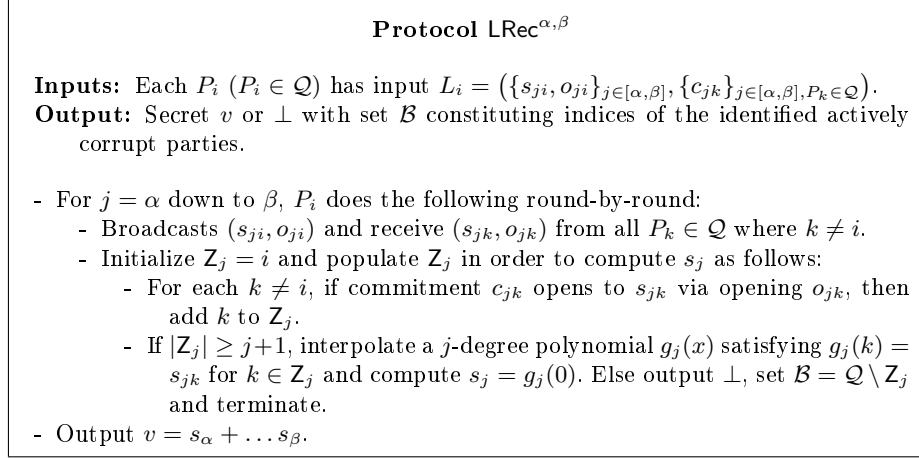 Protocol LRec^{α,β}
Inputs: Each P_i (P_i ∈ Q) has input L_i = ({s_{ji}, o_{ji}}_{j∈[α,β]}, {c_{jk}}_{j∈[α,β],P_k∈Q}).
Output: Secret v or ⊥ with set B constituting indices of the identified actively
corrupt parties.
- For j = α down to β, P_i does the following round-by-round:
- Broadcasts (s_{ji}, o_{ji}) and receive (s_{jk}, o_{jk}) from all P_k ∈ Q where k ≠ i.
- Initialize Z_j = i and populate Z_j in order to compute s_j as follows:
- For each k ≠ i, if commitment c_{jk} opens to s_{jk} via opening o_{jk}, then
add k to Z_j.
- If |Z_j| ≥ j+1, interpolate a j-degree polynomial g_j(x) satisfying g_j(k) =
s_{jk} for k ∈ Z_j and compute s_j = g_j(0). Else output ⊥, set B = Q \ Z_j
and terminate.
- Output v = s_α + … s_β.